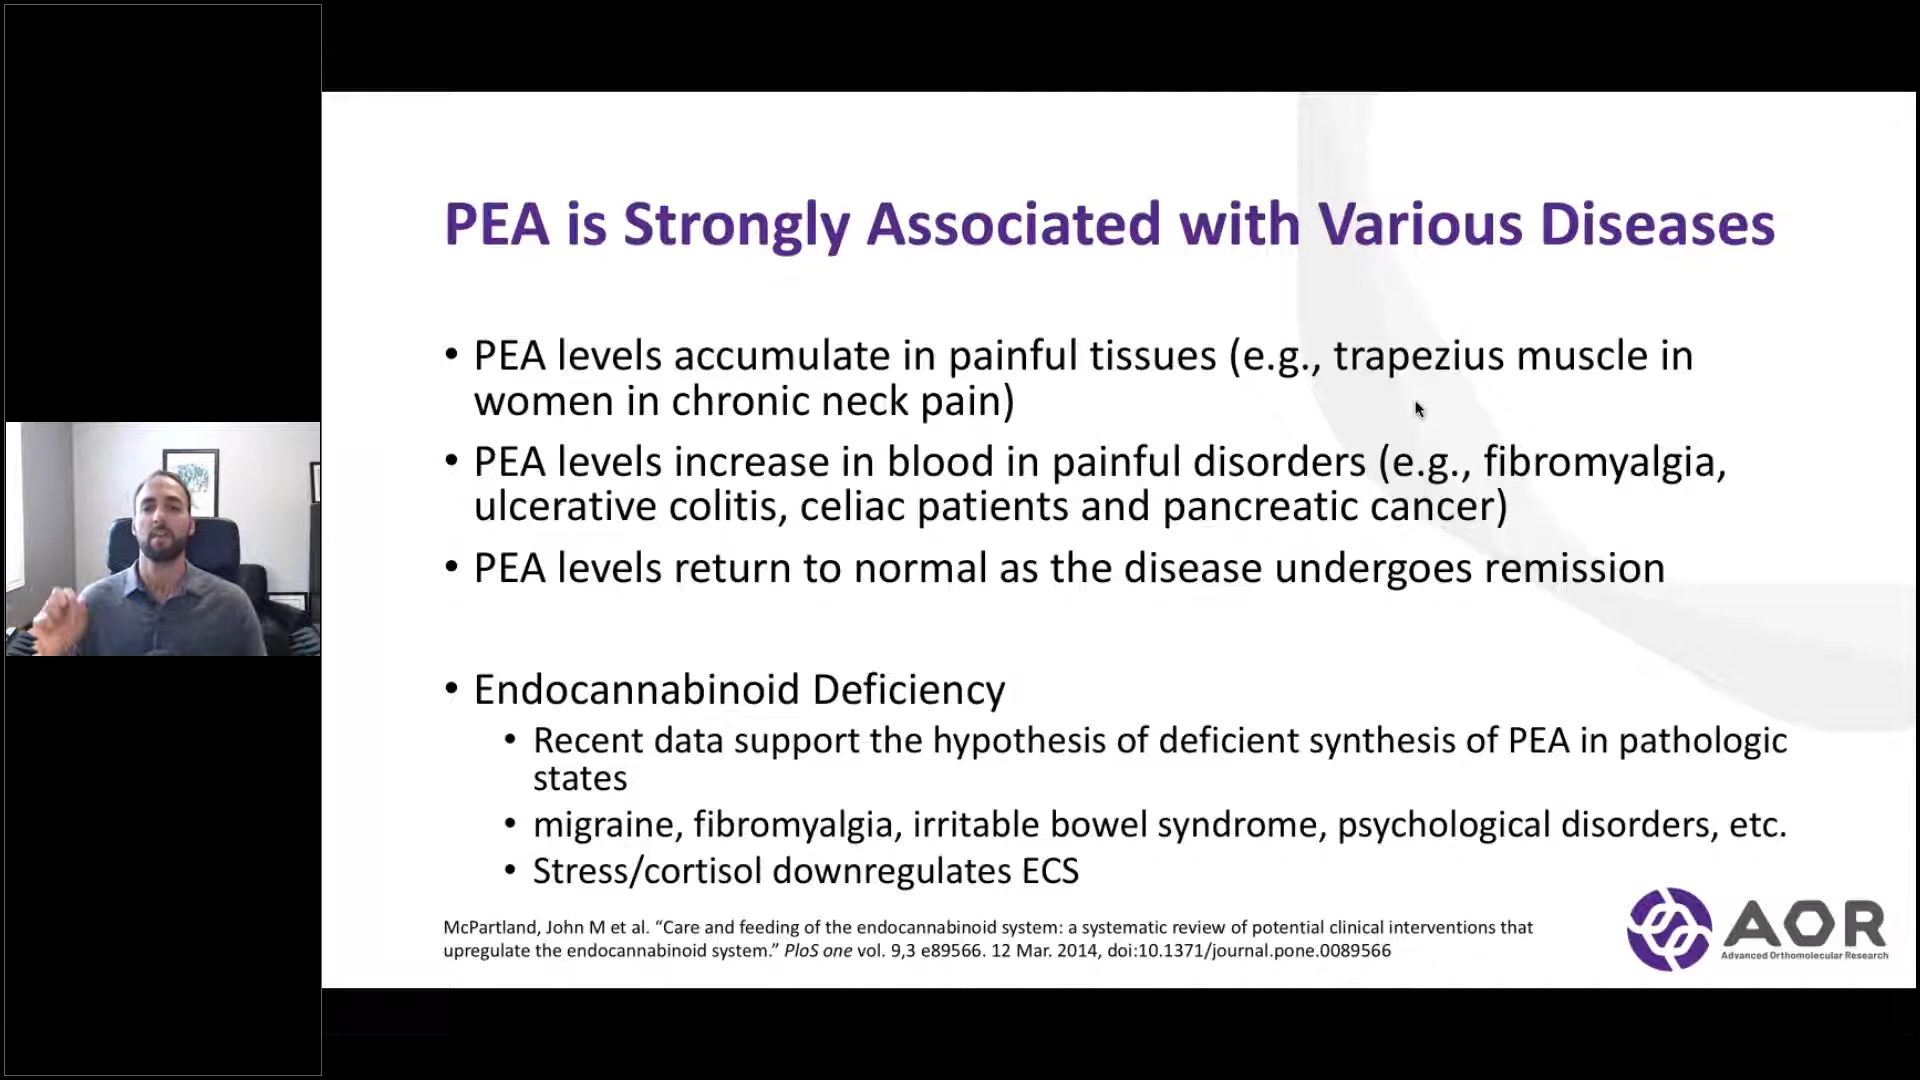 PEA is Strongly Associated with Various Diseases
• PEA levels accumulate in painful tissues (e.g., trapezius muscle in
women in chronic neck pain)
• PEA levels increase in blood in painful disorders (e.g., fibromyalgia,
ulcerative colitis, celiac patients and pancreatic cancer)
• PEA levels return to normal as the disease undergoes remission
• Endocannabinoid Deficiency
• Recent data support the hypothesis of deficient synthesis of PEA in pathologic
states
• migraine, fibromyalgia, irritable bowel syndrome, psychological disorders, etc.
• Stress/cortisol downregulates ECS
McPartland, John M et al. “Care and feeding of the endocannabinoid system: a systematic review of potential clinical interventions that
upregulate the endocannabinoid system.” PloS one vol. 9,3 e89566. 12 Mar. 2014, doi:10.1371/journal.pone.0089566
AOR
Advanced Orthomolecular Research